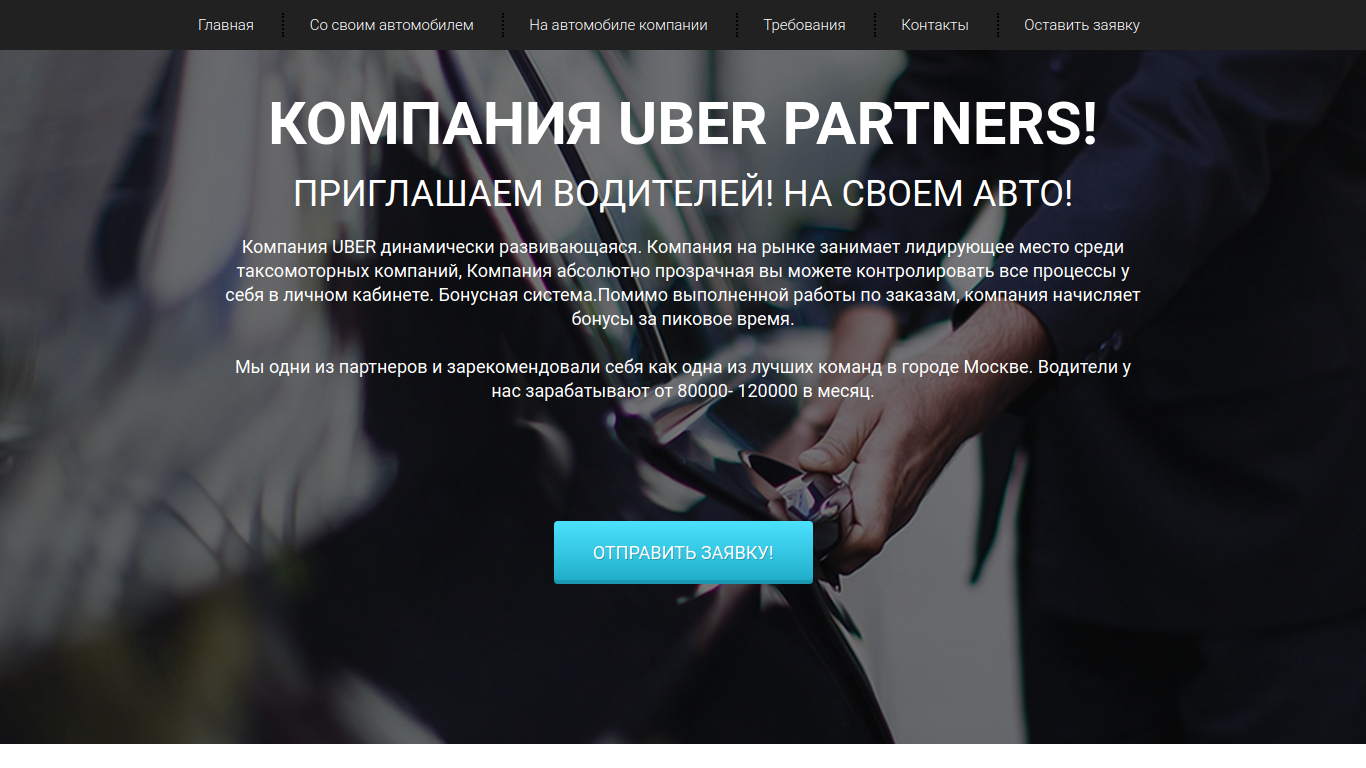 Главная Со своим автомобилем На автомобиле компании Требования Контакты Оставить заявку
КОМПАНИЯ UBER PARTNERS!
ПРИГЛАШАЕМ ВОДИТЕЛЕЙ! НА СВОЕМ АВТО!
Компания UBER динамически развивающаяся. Компания на рынке занимает лидирующее место среди
таксомоторных компаний, Компания абсолютно прозрачная вы можете контролировать все процессы у
себя в личном кабинете. Бонусная система.Помимо выполненной работы по заказам, компания начисляет
бонусы за пиковое время.
Мы одни из партнеров и зарекомендовали себя как одна из лучших команд в городе Москве. Водители у
нас зарабатывают от 80000- 120000 в месяц.
ОТПРАВИТЬ ЗАЯВКУ!